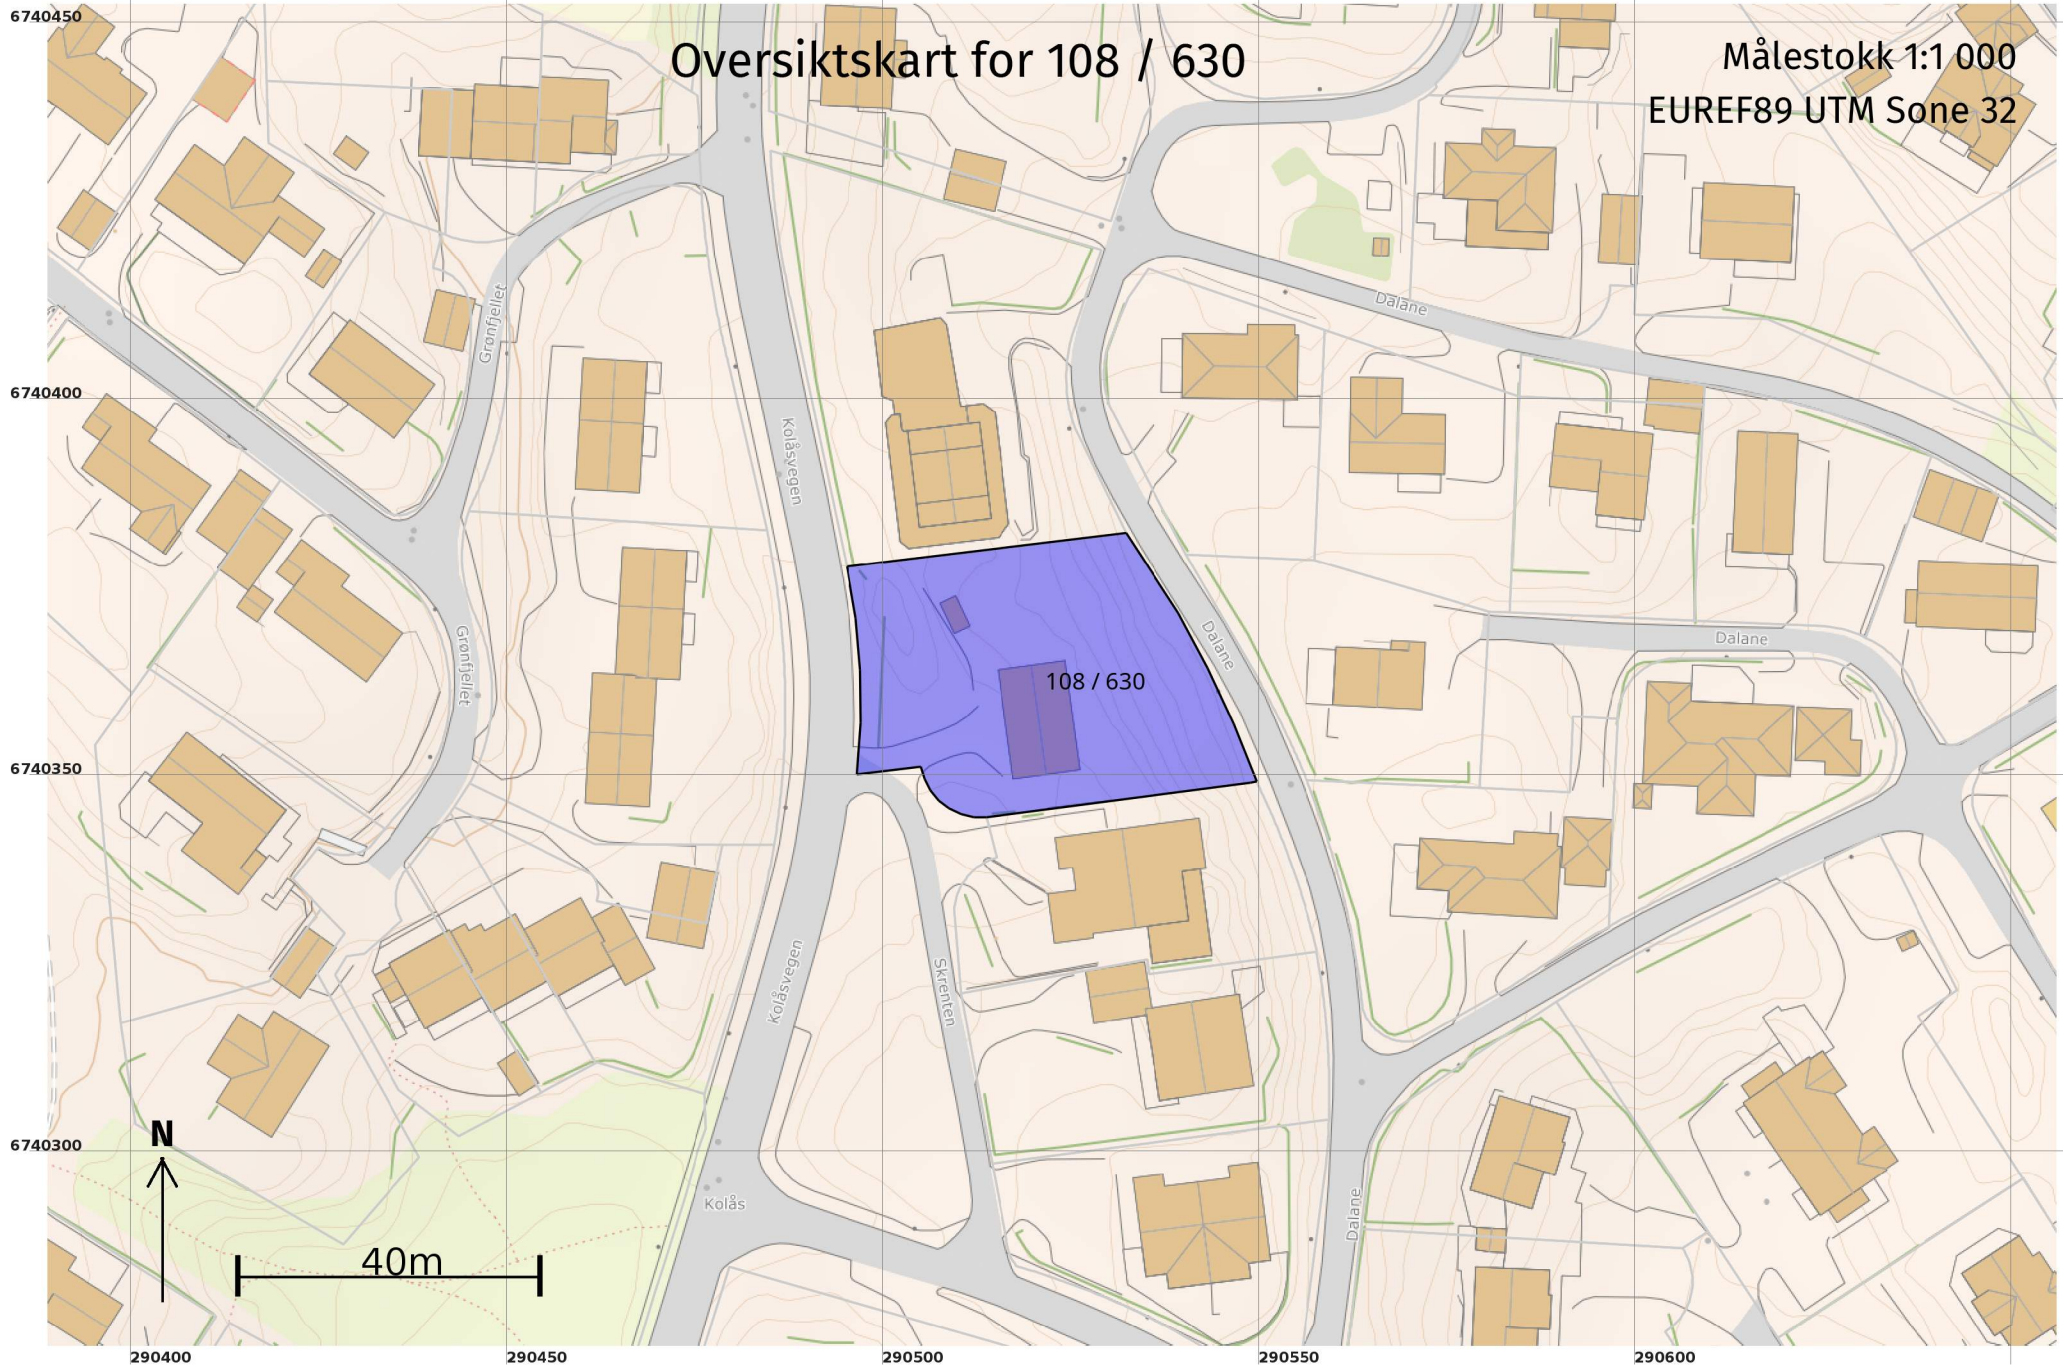 6740450
Oversiktskart for 108 / 630
Målestokk 1:1 000
EUREF89 UTM Sone 32
Dalane
Grønfjellet
6740400
Kolåsvegen
Dalane
Dalane
Grønfjellet
108 / 630
6740350
Kolåsvegen
Skrenten
6740300
N
Kolås
Dalane
40m
290400
290450
290500
290550
290600